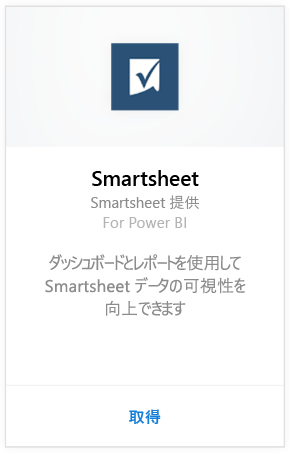 Smartsheet
Smartsheet 提供
For Power BI
ダッシュボードとレポートを使用して
Smartsheet データの可視性を
向上できます
取得